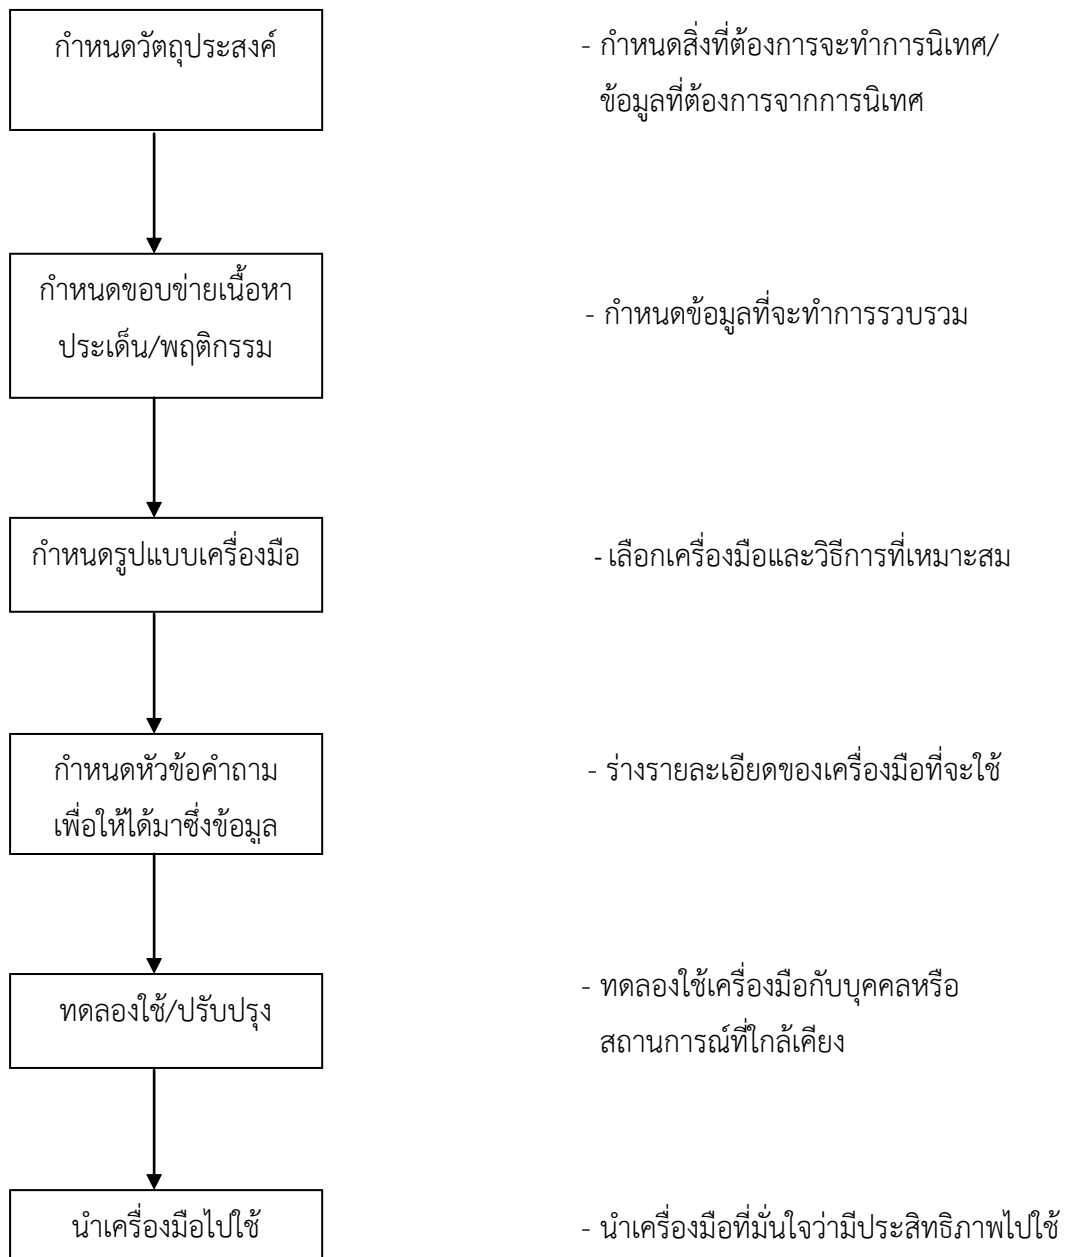 กำหนดวัตถุประสงค์
- กำหนดสิ่งที่ต้องการจะทำการนิเทศ/
ข้อมูลที่ต้องการจากการนิเทศ
กำหนดขอบข่ายเนื้อหา
ประเด็น/พฤติกรรม
- กำหนดข้อมูลที่จะทำการรวบรวม
กำหนดรูปแบบเครื่องมือ
- เลือกเครื่องมือและวิธีการที่เหมาะสม
กำหนดหัวข้อคำถาม
เพื่อให้ได้มาซึ่งข้อมูล
- ร่างรายละเอียดของเครื่องมือที่จะใช้
ทดลองใช้/ปรับปรุง
- ทดลองใช้เครื่องมือกับบุคคลหรือ
สถานการณ์ที่ใกล้เคียง
นำเครื่องมือไปใช้
- นำเครื่องมือที่มั่นใจว่ามีประสิทธิภาพไปใช้